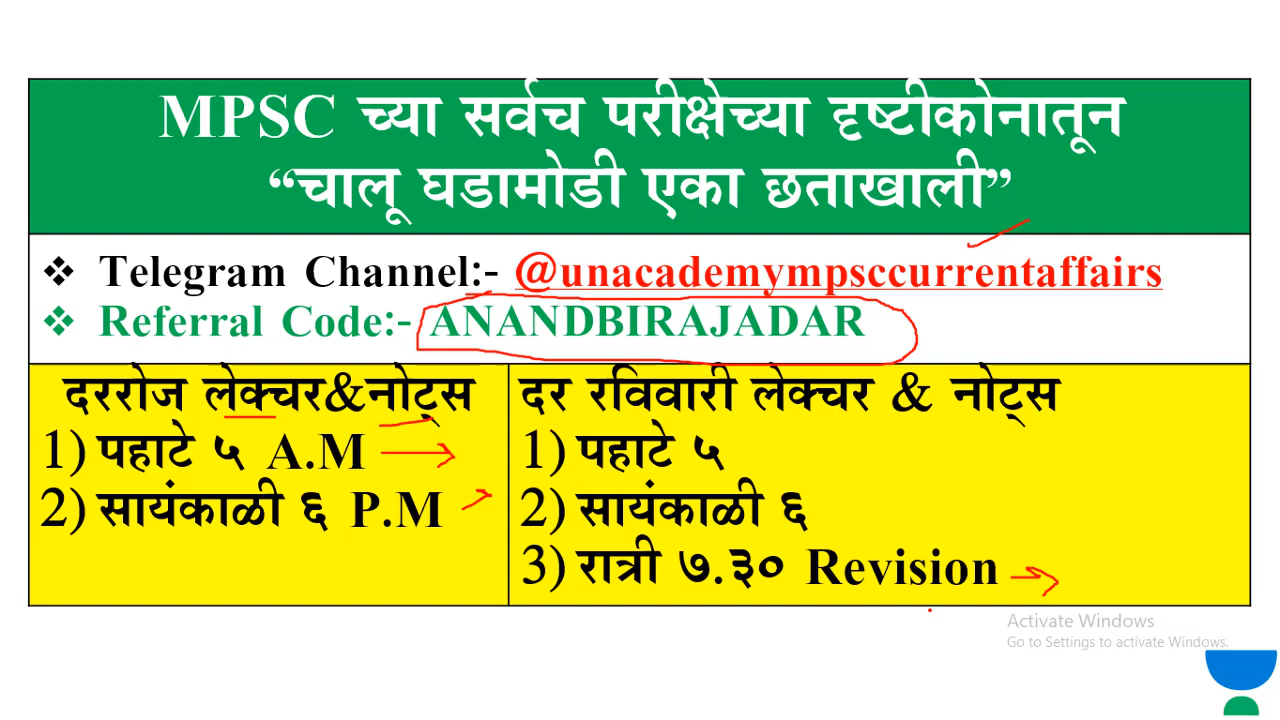 MPSC च्या सर्वच परीक्षेच्या दृष्टीकोनातून
“चालू घडामोडी एका छताखाली”
❖ Telegram Channel:- @unacademympsccurrentaffairs
❖ Referral Code:- ANANDBIRAJADAR
दररोज लेक्चर&नोट्स
1) पहाटे ५ A.M
2) सायंकाळी ६ P.M
दर रविवारी लेक्चर & नोट्स
1) पहाटे ५
2) सायंकाळी ६
3) रात्री ७.३० Revision
Activate Windows
Go to Settings to activate Windows.